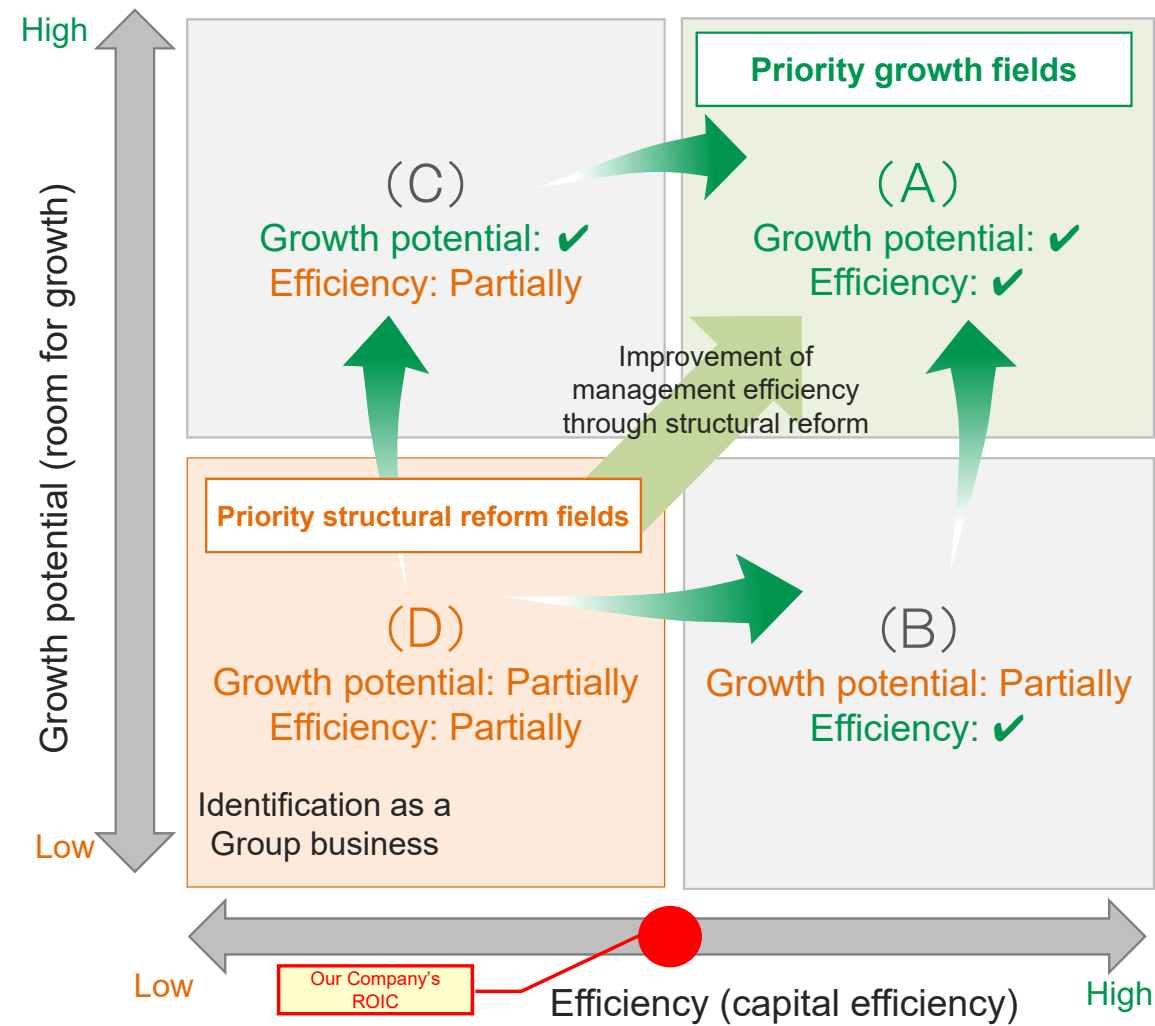 High
Growth potential (room for growth)
Low
(C)
Growth potential: ✔
Efficiency: Partially
Priority growth fields
(A)
Growth potential: ✔
Efficiency: ✔
Improvement of
management efficiency
through structural reform
Priority structural reform fields
(D)
Growth potential: Partially
Efficiency: Partially
Identification as a
Group business
(B)
Growth potential: Partially
Efficiency: ✔
Low
Our Company's
ROIC
Efficiency (capital efficiency)
High